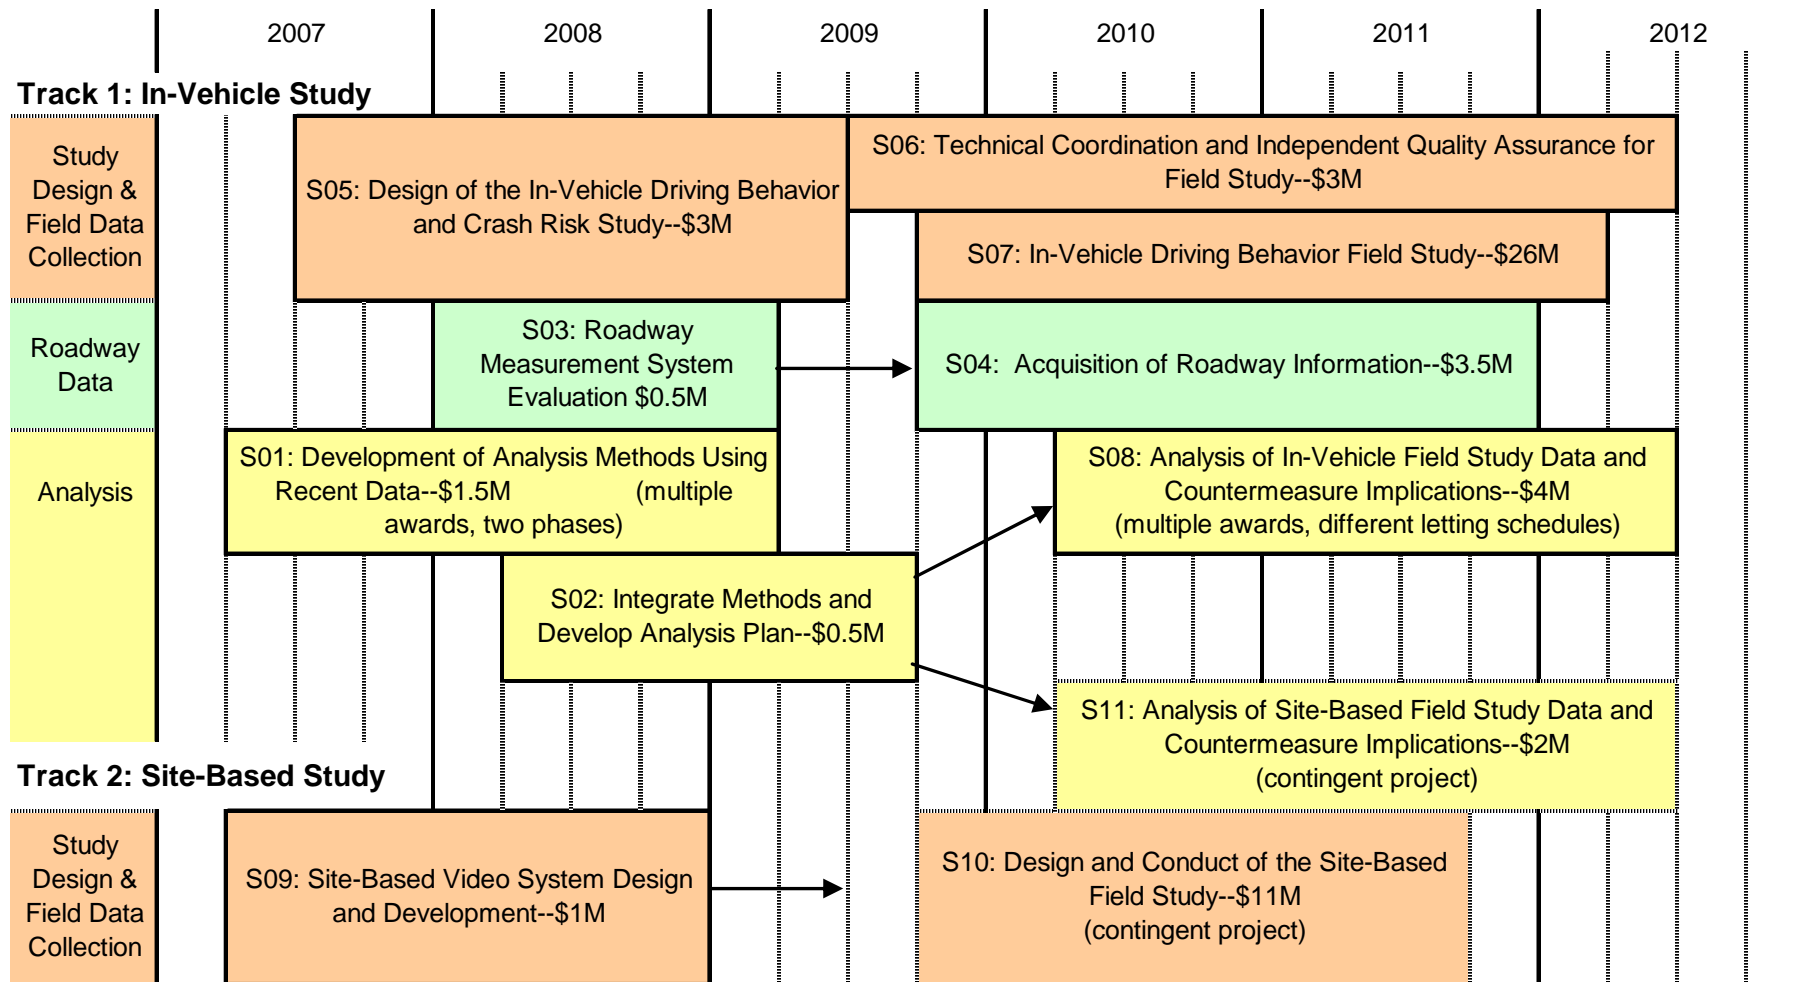 2007 2008 2009 2010 2011 2012
Track 1: In-Vehicle Study
Study
Design &
Field Data
Collection
S05: Design of the In-Vehicle Driving Behavior
and Crash Risk Study--$3M
S06: Technical Coordination and Independent Quality Assurance for
Field Study--$3M
S07: In-Vehicle Driving Behavior Field Study--$26M
Roadway
Data
S03: Roadway
Measurement System
Evaluation $0.5M
S04: Acquisition of Roadway Information--$3.5M
Analysis
S01: Development of Analysis Methods Using
Recent Data--$1.5M (multiple
awards, two phases)
S08: Analysis of In-Vehicle Field Study Data and
Countermeasure Implications--$4M
(multiple awards, different letting schedules)
S02: Integrate Methods and
Develop Analysis Plan--$0.5M
S11: Analysis of Site-Based Field Study Data and
Countermeasure Implications--$2M
(contingent project)
Track 2: Site-Based Study
Study
Design &
Field Data
Collection
S09: Site-Based Video System Design
and Development--$1M
S10: Design and Conduct of the Site-Based
Field Study--$11M
(contingent project)